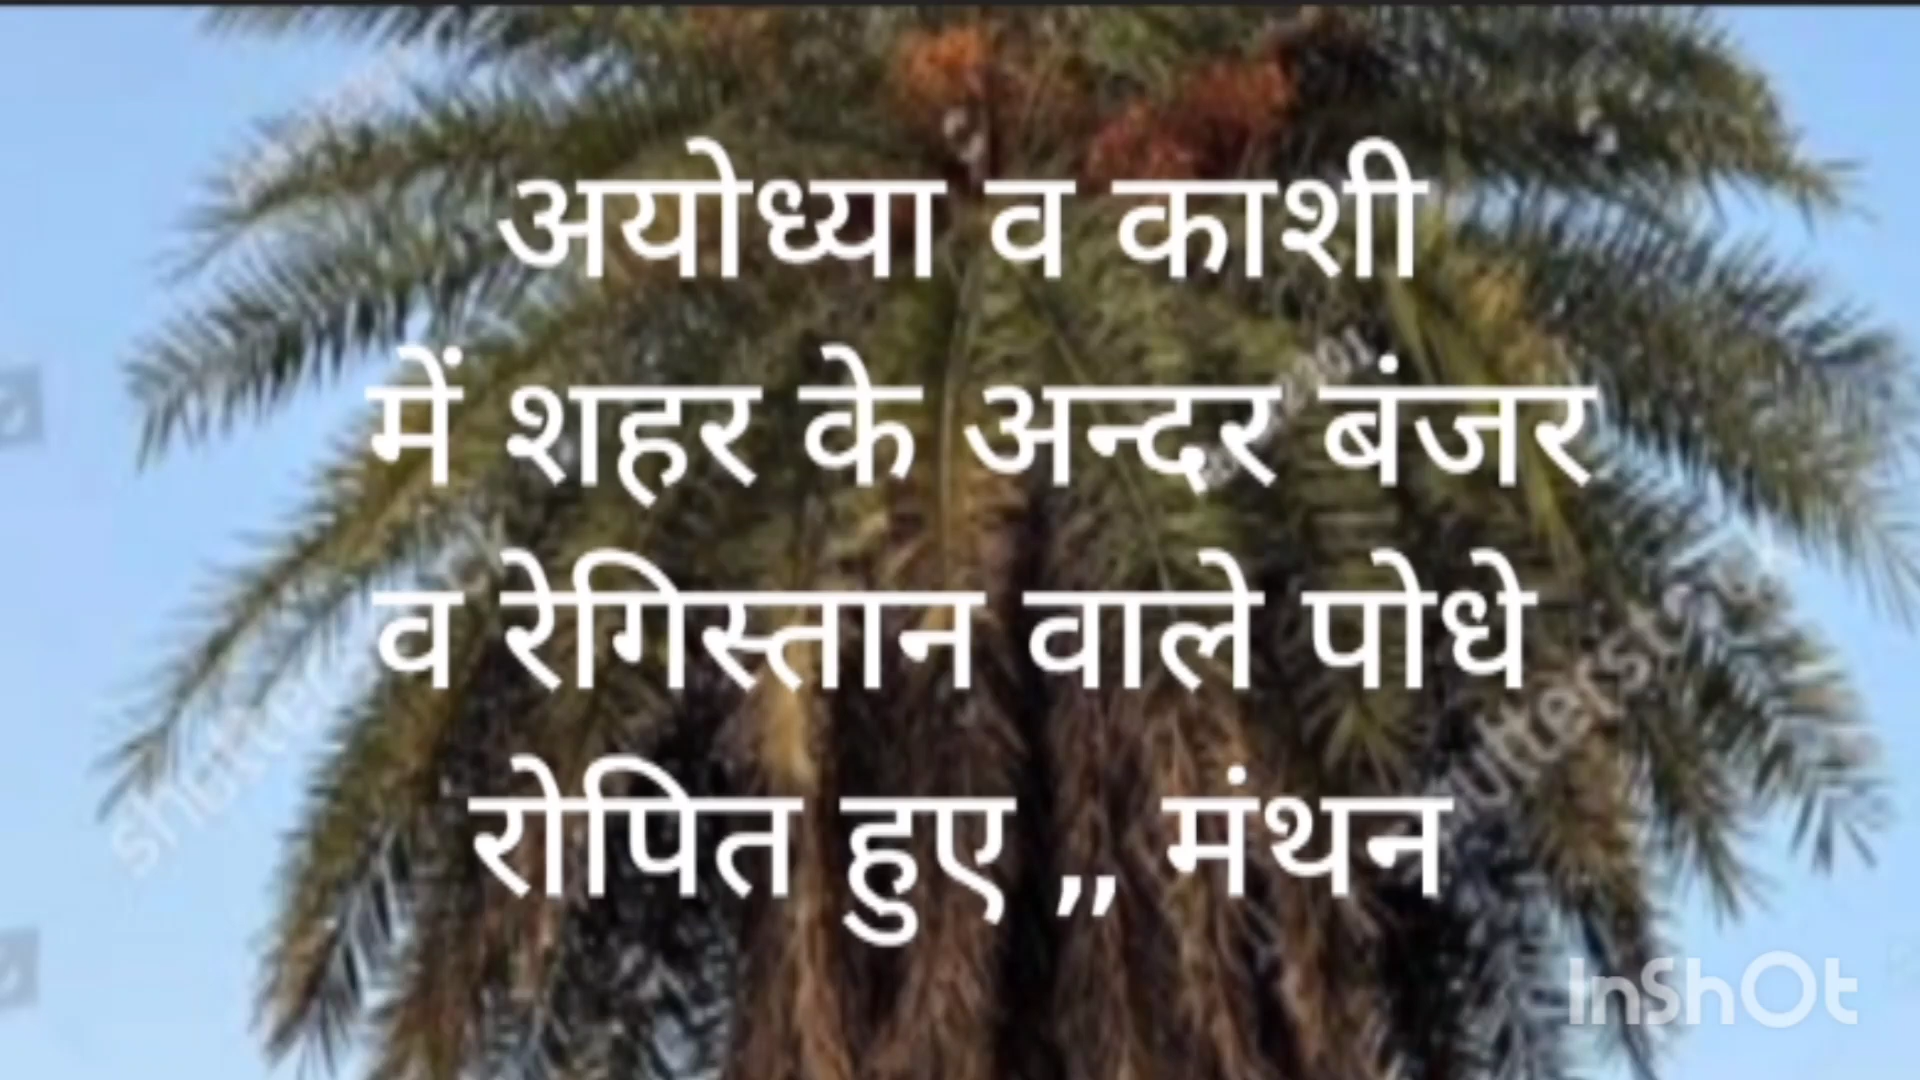 अयोध्या व काशी
में शहर के अन्दर बंजर
व रेगिस्तान वाले पोधे
रोपित हुए ,, मंथन
InShOt